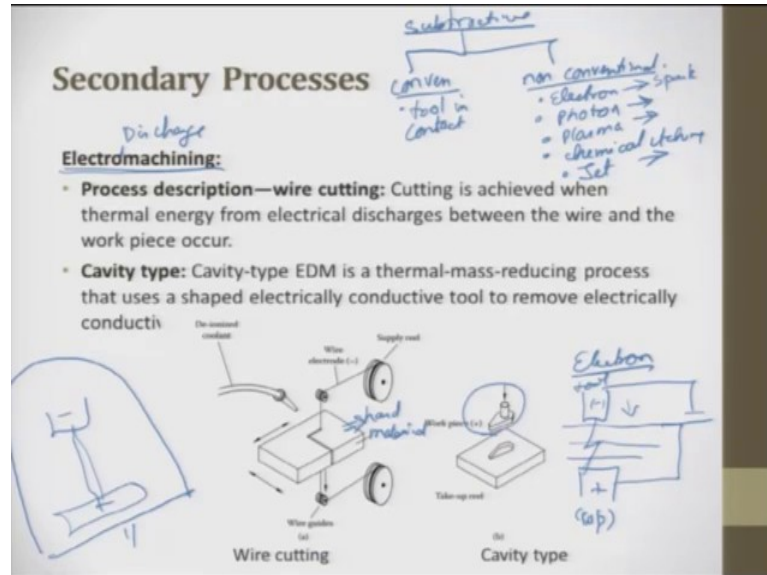 subtractive
conven
• tool in
contact
non conventional.
• Electron → Spark
• Photon →
• Plasma →
• chemical etching
• Jet →
Secondary Processes
Discharge
Electromachining:
• Process description—wire cutting: Cutting is achieved when
thermal energy from electrical discharges between the wire and the
work piece occur.
• Cavity type: Cavity-type EDM is a thermal-mass-reducing process
that uses a shaped electrically conductive tool to remove electrically
conducti
De-ionized
coolant
Wire
electrode (−)
Supply reel
Work piece (+)
Take-up reel
Wire guides
(a)
(b)
Wire cutting
Cavity type
material
Electron
tool
(-)
+
-
+